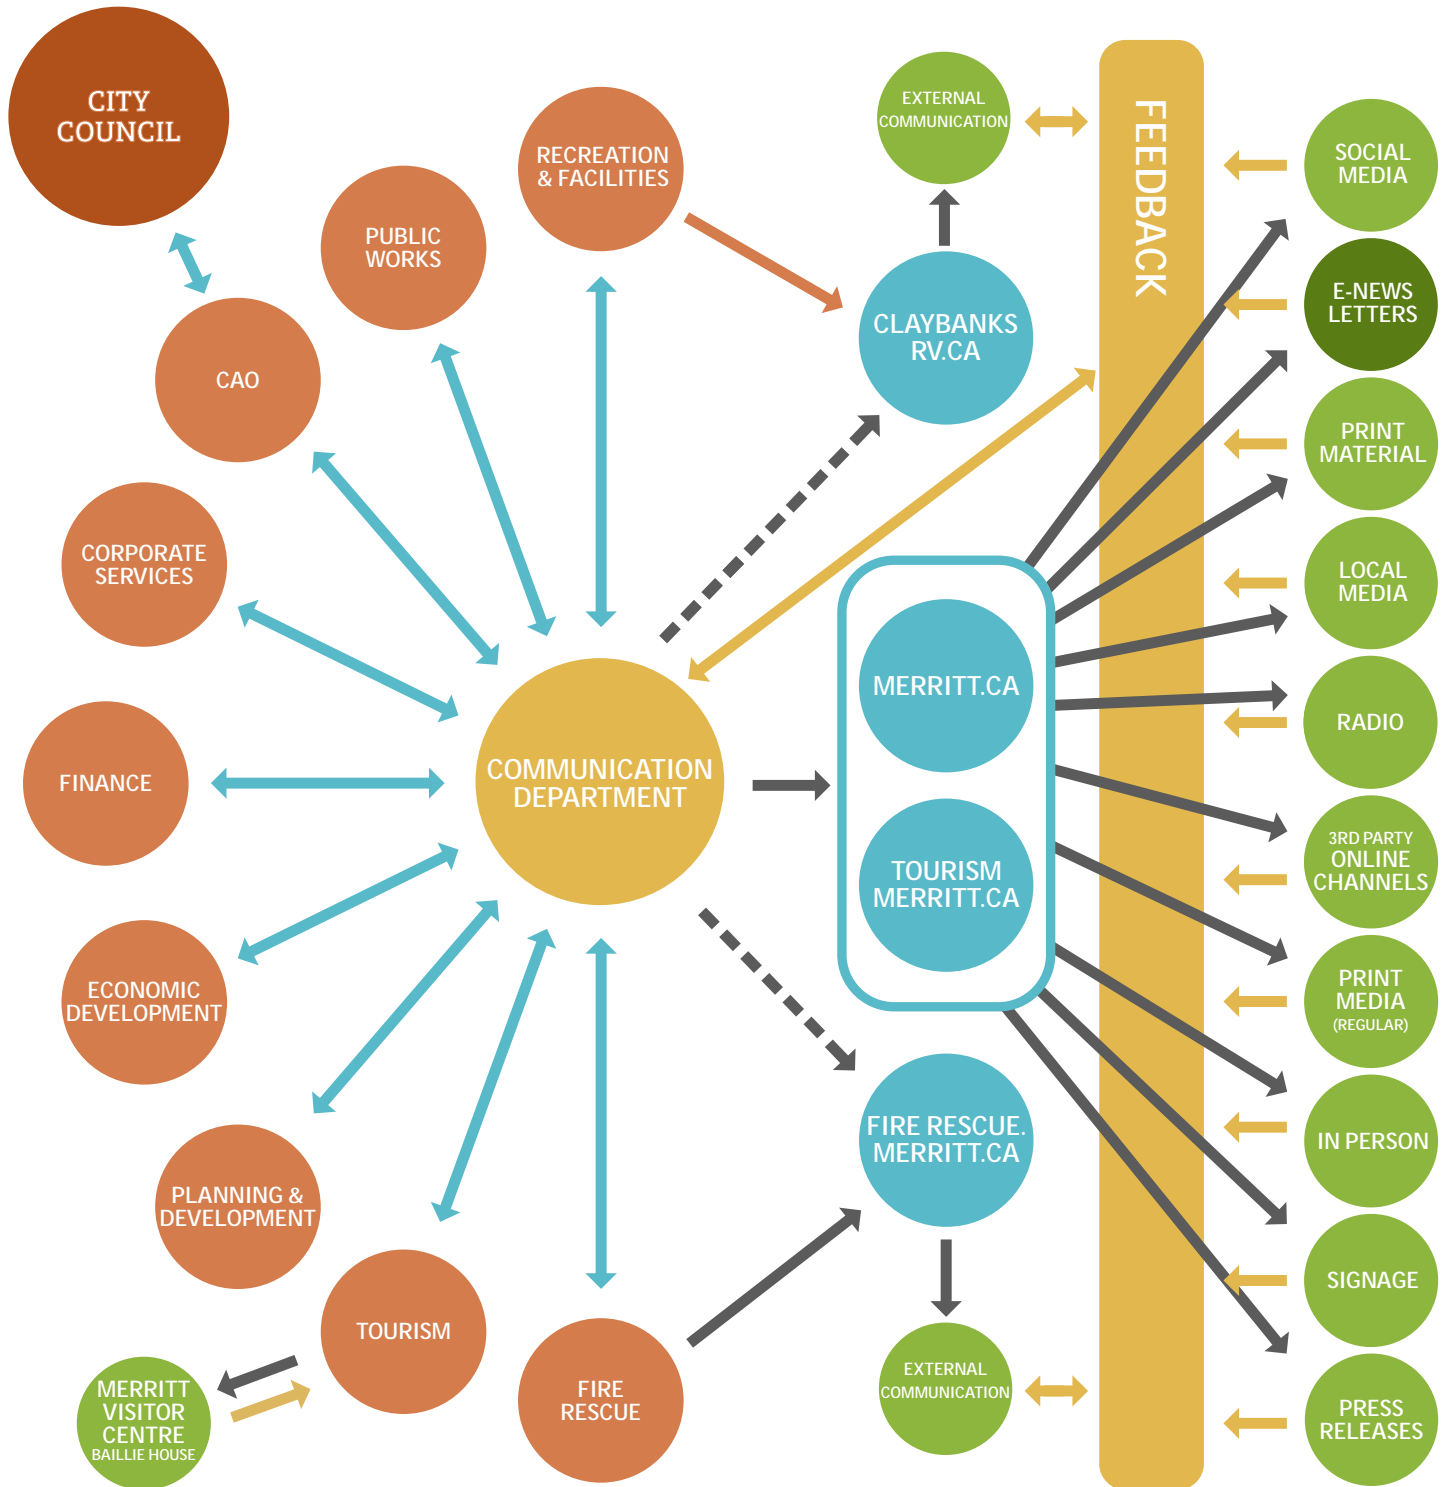 CITY
COUNCIL
RECREATION
& FACILITIES
PUBLIC
WORKS
CAO
CORPORATE
SERVICES
FINANCE
ECONOMIC
DEVELOPMENT
PLANNING &
DEVELOPMENT
TOURISM
MERRITT
VISITOR
CENTRE
BAILLIE HOUSE
FIRE
RESCUE
COMMUNICATION
DEPARTMENT
EXTERNAL
COMMUNICATION
CLAYBANKS
RV.CA
MERRITT.CA
TOURISM
MERRITT.CA
FIRE RESCUE.
MERRITT.CA
EXTERNAL
COMMUNICATION
FEEDBACK
SOCIAL
MEDIA
E-NEWS
LETTERS
PRINT
MATERIAL
LOCAL
MEDIA
RADIO
3RD PARTY
ONLINE
CHANNELS
PRINT
MEDIA
(REGULAR)
IN PERSON
SIGNAGE
PRESS
RELEASES